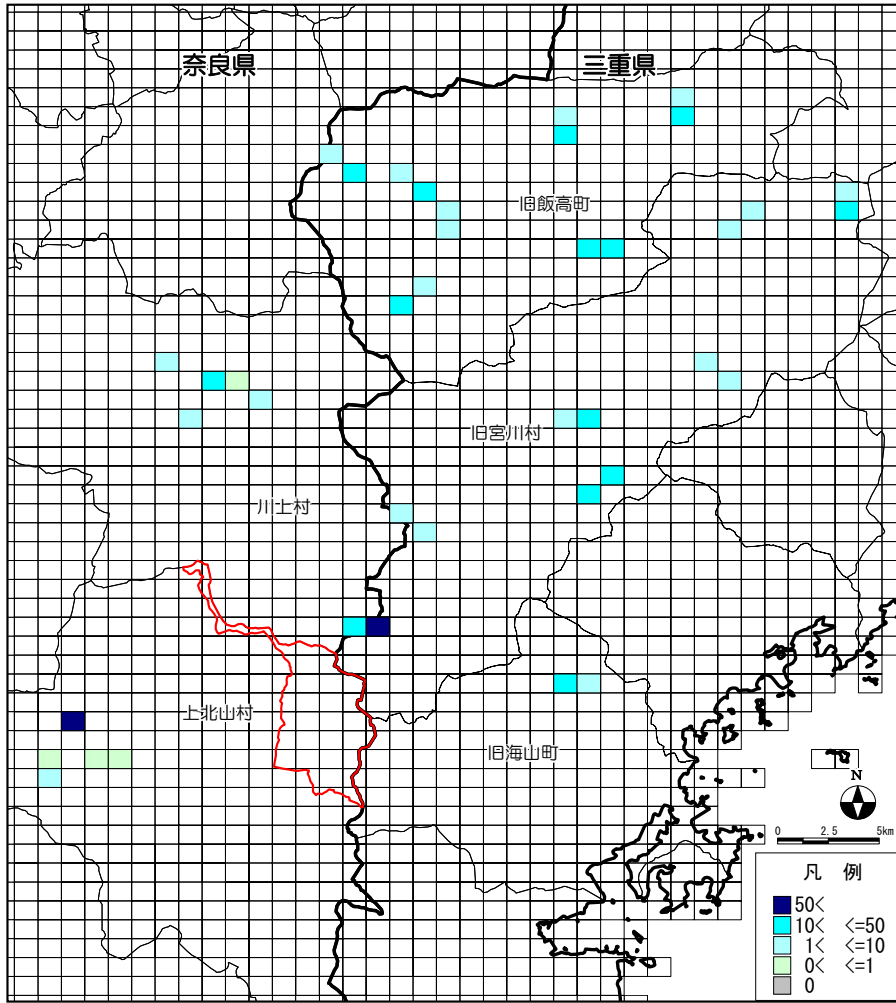 奈良県
三重県
旧飯高町
旧宮川村
川上村
上北山村
旧海山町
N
0 2.5 5km
凡 例
50<
10< <=50
1< <=10
0< <=1
0